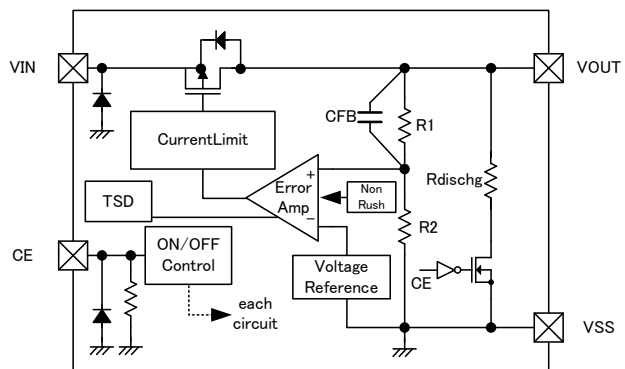 VIN
VOUT
CFB
R1
CurrentLimit
Rdischg
+
Error
Amp
−
Non
Rush
TSD
R2
CE
ON/OFF
Control
Voltage
Reference
CE
each
circuit
VSS